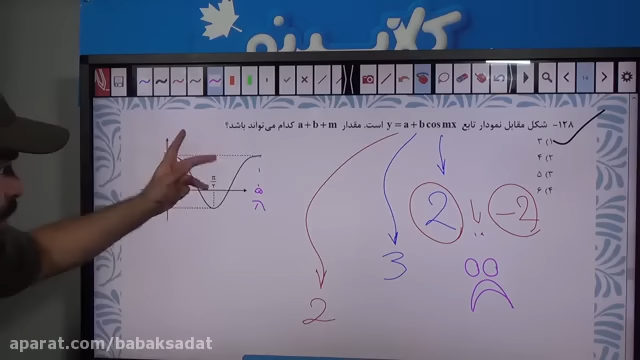 کلاسینو
۱۲۸- شکل مقابل نمودار تابع y = a + b cos mx است. مقدار a + b + m کدام می‌تواند باشد؟
۱) ۳
۲) ۴
۳) ۵
۴) ۶
π/۲
2 یا -2
3
2
aparat.com/babaksadat